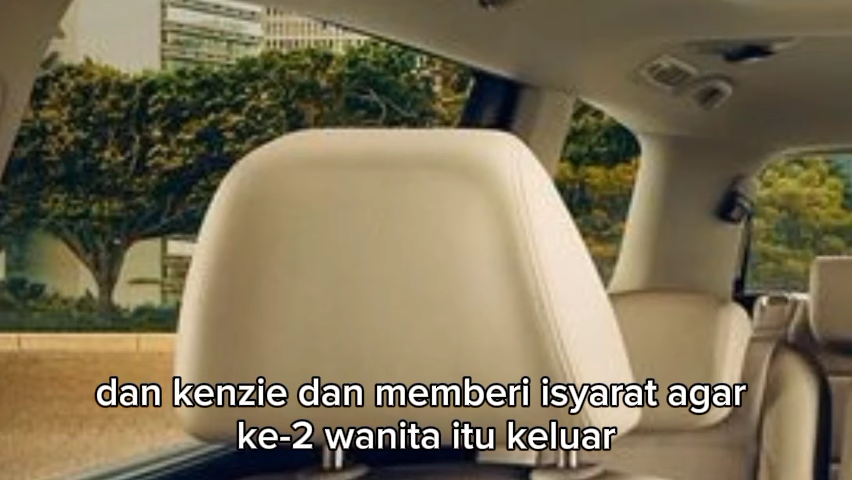 dan kenzie dan memberi isyarat agar
ke-2 wanita itu keluar